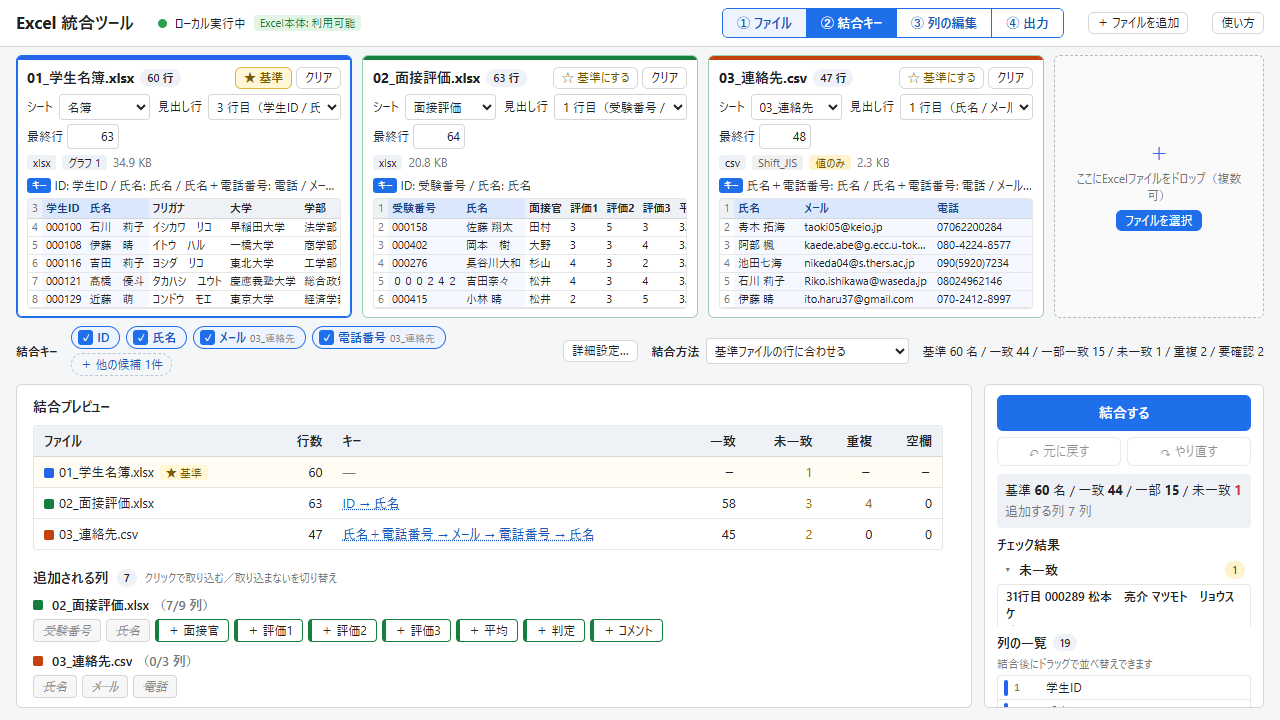 Excel 統合ツール
ローカル実行中
Excel本体: 利用可能
① ファイル
② 結合キー
③ 列の編集
④ 出力
＋ ファイルを追加
使い方
01_学生名簿.xlsx 60 行 ★ 基準 クリア
シート 名簿 見出し行 3 行目（学生ID / 氏
最終行 63
xlsx グラフ 1 34.9 KB
キー ID: 学生ID / 氏名: 氏名 / 氏名＋電話番号: 電話 / メー...
3 学生ID 氏名 フリガナ 大学 学部
4 000100 石川　莉子 イシカワ　リコ 早稲田大学 法学部
5 000108 伊藤　晴 イトウ　ハル 一橋大学 商学部
6 000116 吉田　莉子 ヨシダ　リコ 東北大学 工学部
7 000121 高橋　優斗 タカハシ　ユウト 慶應義塾大学 総合政
8 000129 近藤　萌 コンドウ　モエ 東京大学 経済学
02_面接評価.xlsx 63 行 ☆ 基準にする クリア
シート 面接評価 見出し行 1 行目（受験番号 /
最終行 64
xlsx 20.8 KB
キー ID: 受験番号 / 氏名: 氏名
1 受験番号 氏名 面接官 評価1 評価2 評価3
2 000152 佐藤 翔太 田村 3 5 3 3.
3 000402 岡本　樹 大野 3 3 4 3.
4 000276 長谷川大和 杉山 4 3 2 3.
5 ０００２４２ 吉田奈々 松井 4 3 4 3.
6 000415 小林 晴 松井 2 3 5 3.
03_連絡先.csv 47 行 ☆ 基準にする クリア
シート 03_連絡先 見出し行 1 行目（氏名 / メール
最終行 48
csv Shift_JIS 値のみ 2.3 KB
キー 氏名＋電話番号: 氏名 / 氏名＋電話番号: 電話 / メール...
1 氏名 メール 電話
2 青木 拓海 taoki05@keio.jp 07062200284
3 阿部 楓 kaede.abe@g.ecc.u-tok... 080-4224-8577
4 池田七海 nikeda04@s.thers.ac.jp 090(5920)7234
5 石川 莉子 Riko.ishikawa@waseda.jp 08024962146
6 伊藤 晴 ito.haru37@gmail.com 070-2412-8997
＋
ここにExcelファイルをドロップ（複数
可）
ファイルを選択
結合キー
ID
氏名
メール 03_連絡先
電話番号 03_連絡先
＋ 他の候補 1件
詳細設定...
結合方法 基準ファイルの行に合わせる
基準 60 名 / 一致 44 / 一部一致 15 / 未一致 1 / 重複 2 / 要確認 2
結合プレビュー
ファイル 行数 キー 一致 未一致 重複 空欄
01_学生名簿.xlsx ★ 基準 60 — – 1 – –
02_面接評価.xlsx 63 ID → 氏名 58 3 4 0
03_連絡先.csv 47 氏名＋電話番号 → メール → 電話番号 → 氏名 45 2 0 0
追加される列 7 クリックで取り込む／取り込まないを切り替え
02_面接評価.xlsx （7/9 列）
受験番号 氏名 ＋ 面接官 ＋ 評価1 ＋ 評価2 ＋ 評価3 ＋ 平均 ＋ 判定 ＋ コメント
03_連絡先.csv （0/3 列）
氏名 メール 電話
結合する
↶ 元に戻す
↷ やり直す
基準 60 名 / 一致 44 / 一部 15 / 未一致 1
追加する列 7 列
チェック結果
未一致 1
31行目 000289 松本　亮介 マツモト　リョウス
ケ
列の一覧 19
結合後にドラッグで並べ替えできます
1 学生ID